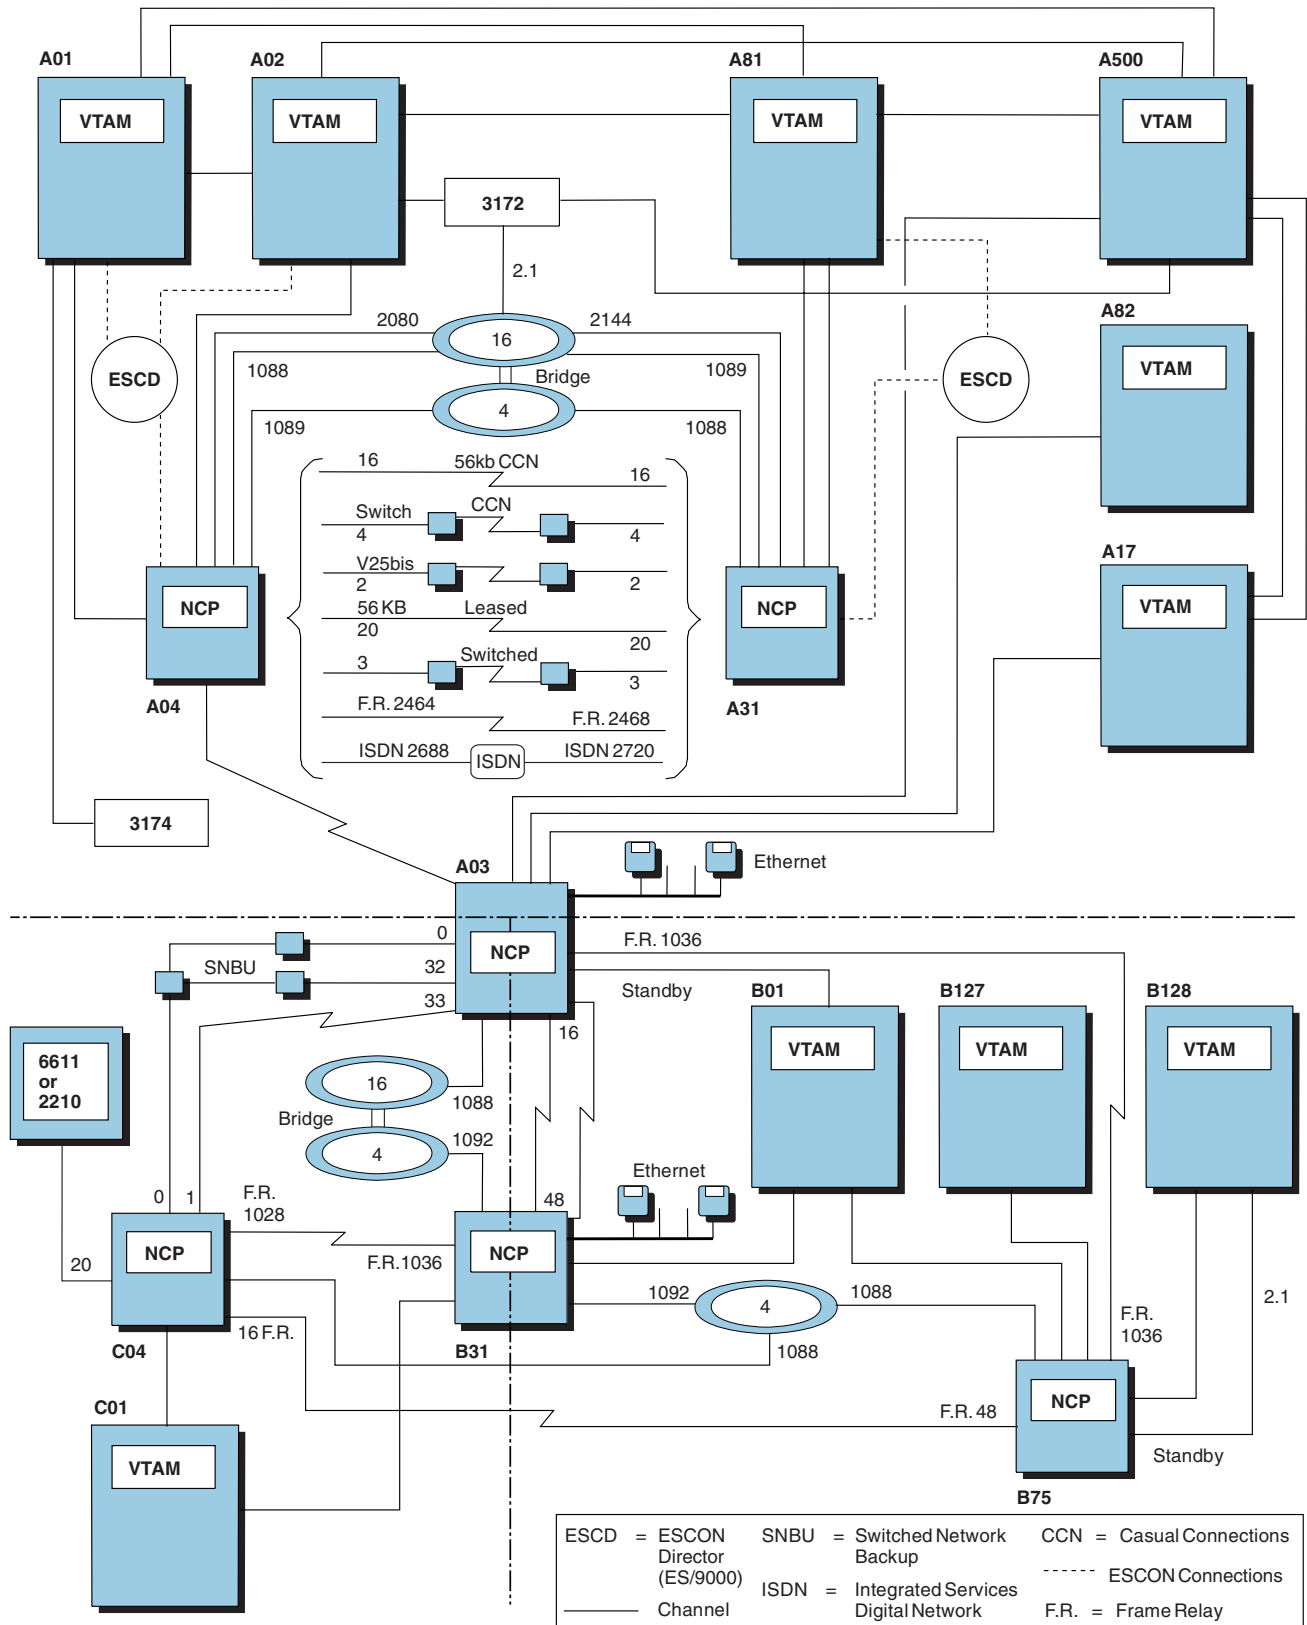 A01
A02
A81
A500
VTAM
VTAM
VTAM
VTAM
3172
2.1
2080
2144
16
A82
1088
1089
ESCD
Bridge
ESCD
VTAM
4
1089
1088
16
56kb CCN
16
Switch
CCN
4
4
V25bis
2
2
A17
56 KB
Leased
NCP
NCP
VTAM
20
20
3
Switched
3
A04
F.R. 2464
F.R. 2468
A31
ISDN 2688
ISDN
ISDN 2720
3174
A03
Ethernet
0
F.R. 1036
NCP
SNBU
32
Standby
B01
B127
B128
33
16
VTAM
VTAM
VTAM
6611
or
2210
16
1088
Bridge
1092
4
Ethernet
0
1
F.R.
1028
48
NCP
NCP
20
F.R.1036
1092
1088
4
2.1
16 F.R.
F.R.
1036
C04
B31
1088
C01
NCP
F.R. 48
VTAM
Standby
B75
ESCD = ESCON
Director
(ES/9000)
Channel
SNBU = Switched Network
Backup
ISDN = Integrated Services
Digital Network
CCN = Casual Connections
ESCON Connections
F.R. = Frame Relay